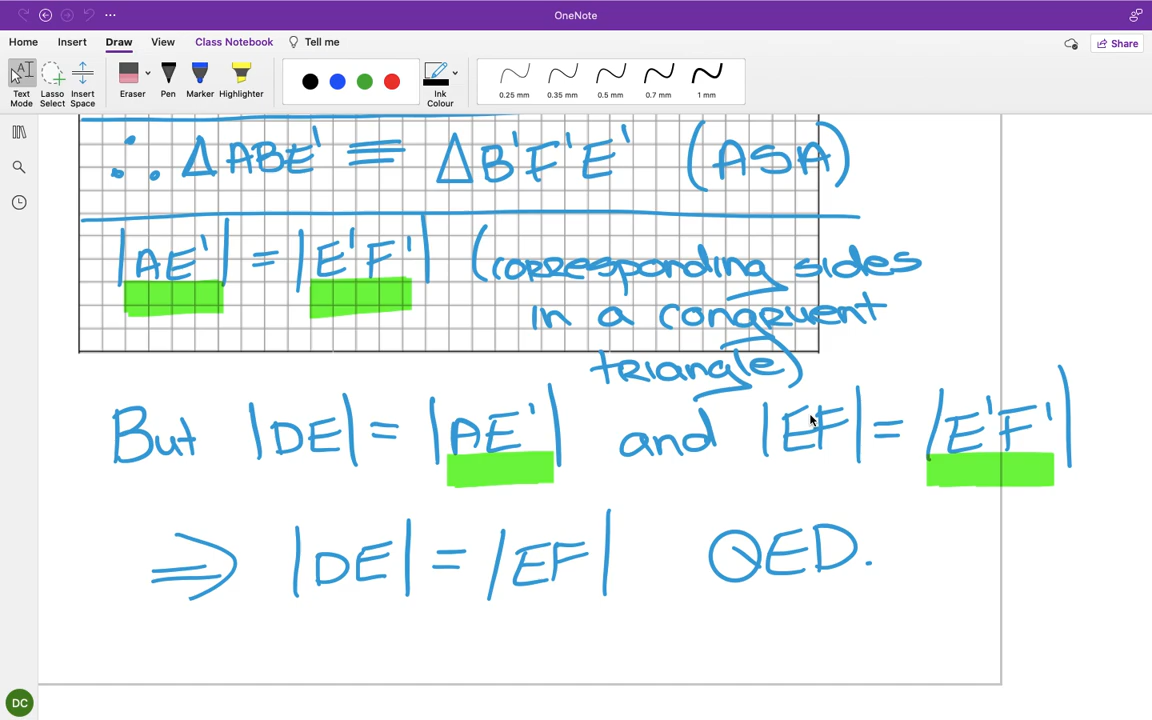 OneNote
Home Insert Draw View Class Notebook Tell me
Share
Text Mode
Lasso Select
Insert Space
Eraser
Pen
Marker
Highlighter
Ink Colour
0.25 mm 0.35 mm 0.5 mm 0.7 mm 1 mm
∴ ΔABE' ≡ ΔB'F'E' (ASA)
|AE'| = |E'F'| (corresponding sides
in a congruent
triangle)
But |DE| = |AE'| and |EF| = |E'F'|
⇒ |DE| = |EF| QED.
DC